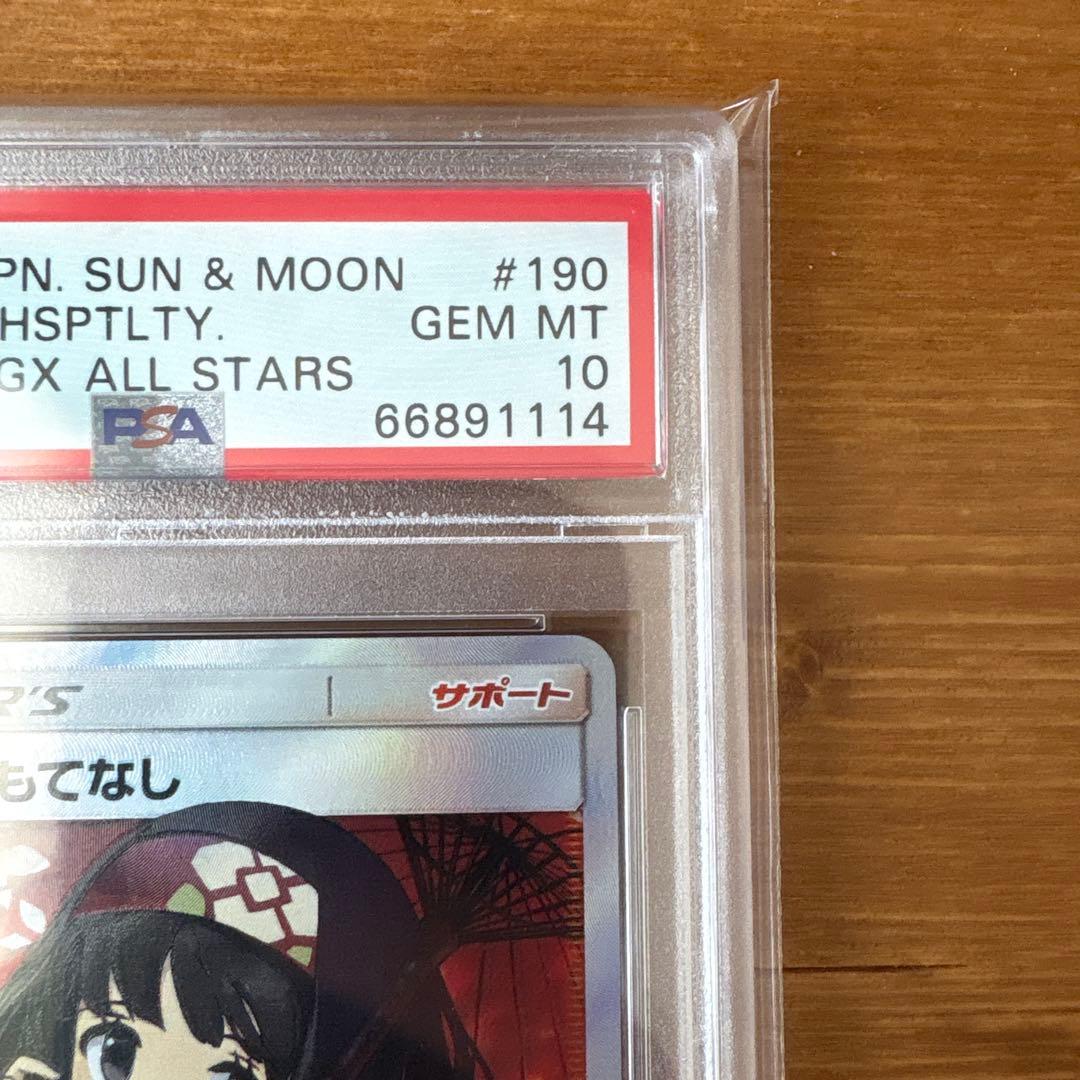 PN. SUN & MOON #190
HSPTLTY. GEM MT
GX ALL STARS 10
PSA 66891114
R'S サポート
もてなし